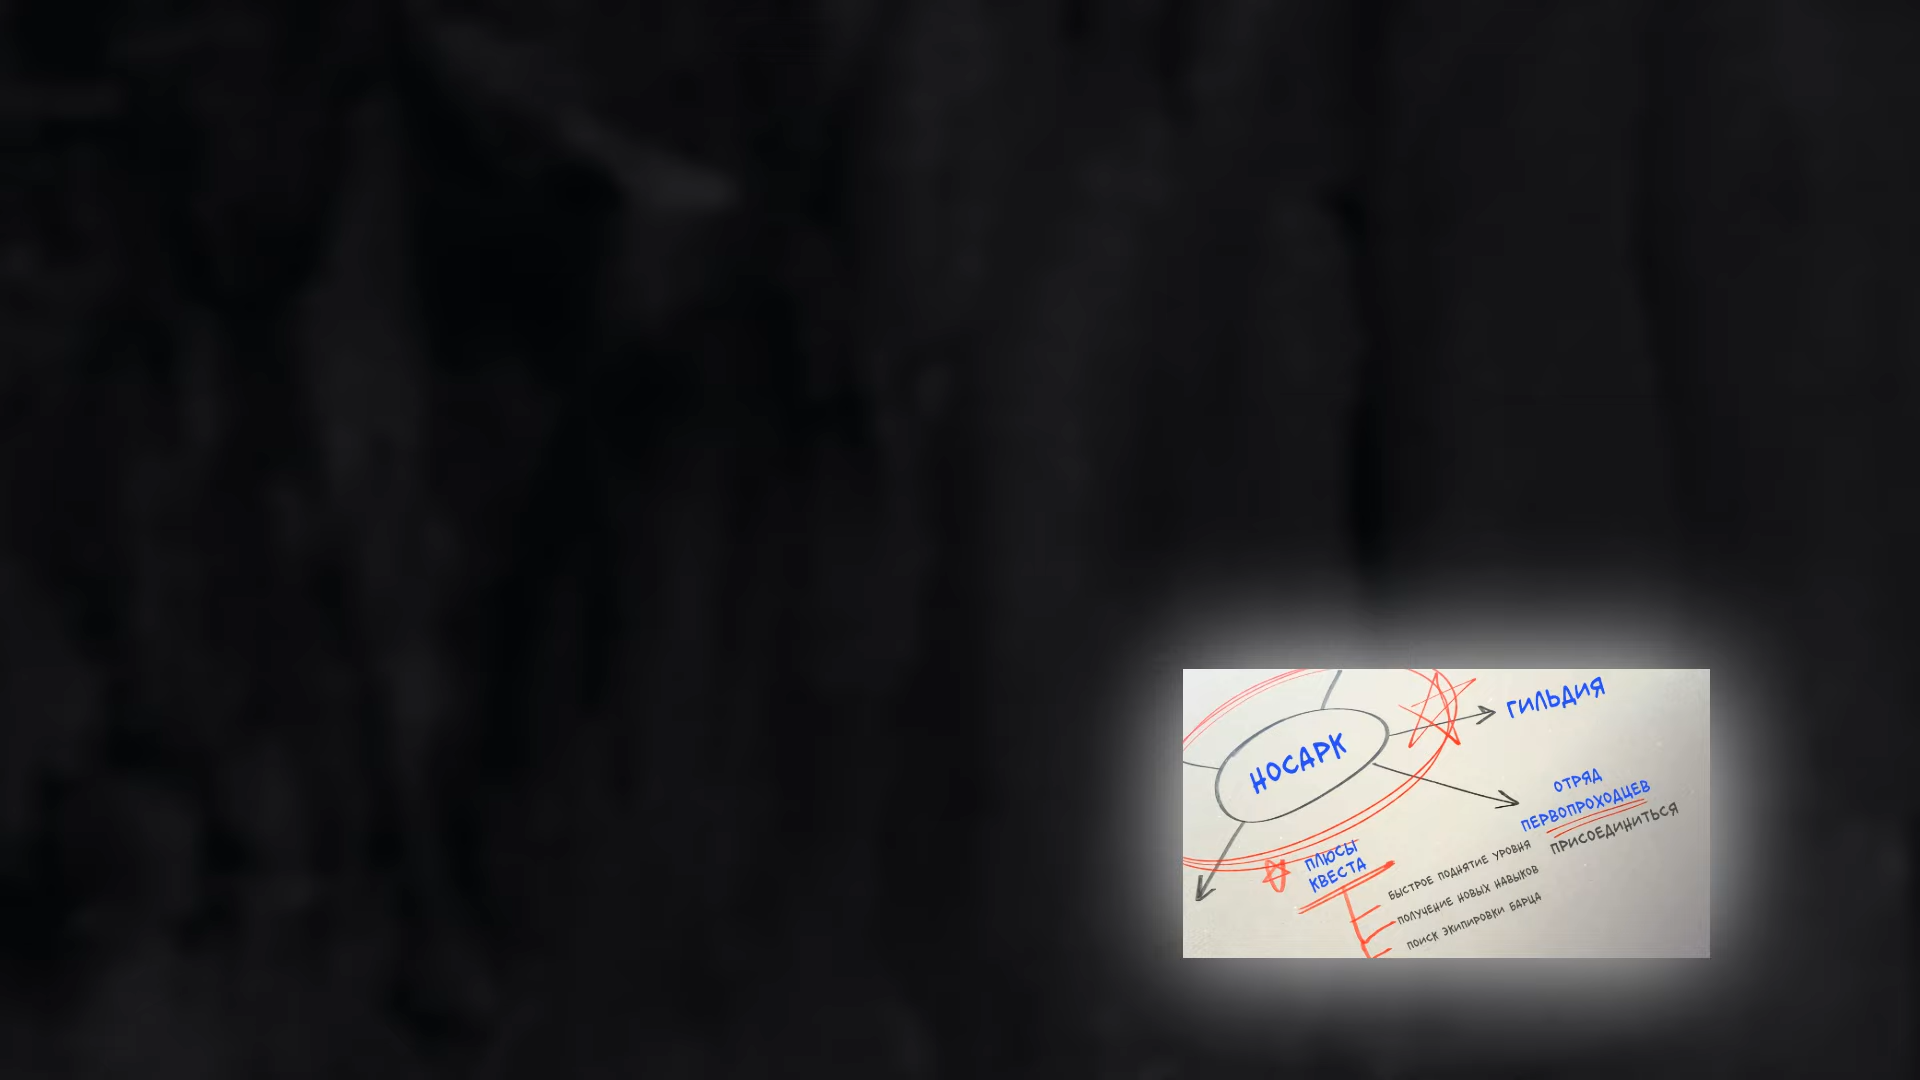 ГИЛЬДИЯ
НОСАРК
ОТРЯД
ПЕРВОПРОХОДЦЕВ
ПРИСОЕДИНИТЬСЯ
ПЛЮСЫ
КВЕСТА
БЫСТРОЕ ПОДНЯТИЕ УРОВНЯ
ПОЛУЧЕНИЕ НОВЫХ НАВЫКОВ
ПОИСК ЭКИПИРОВКИ БАРЦА